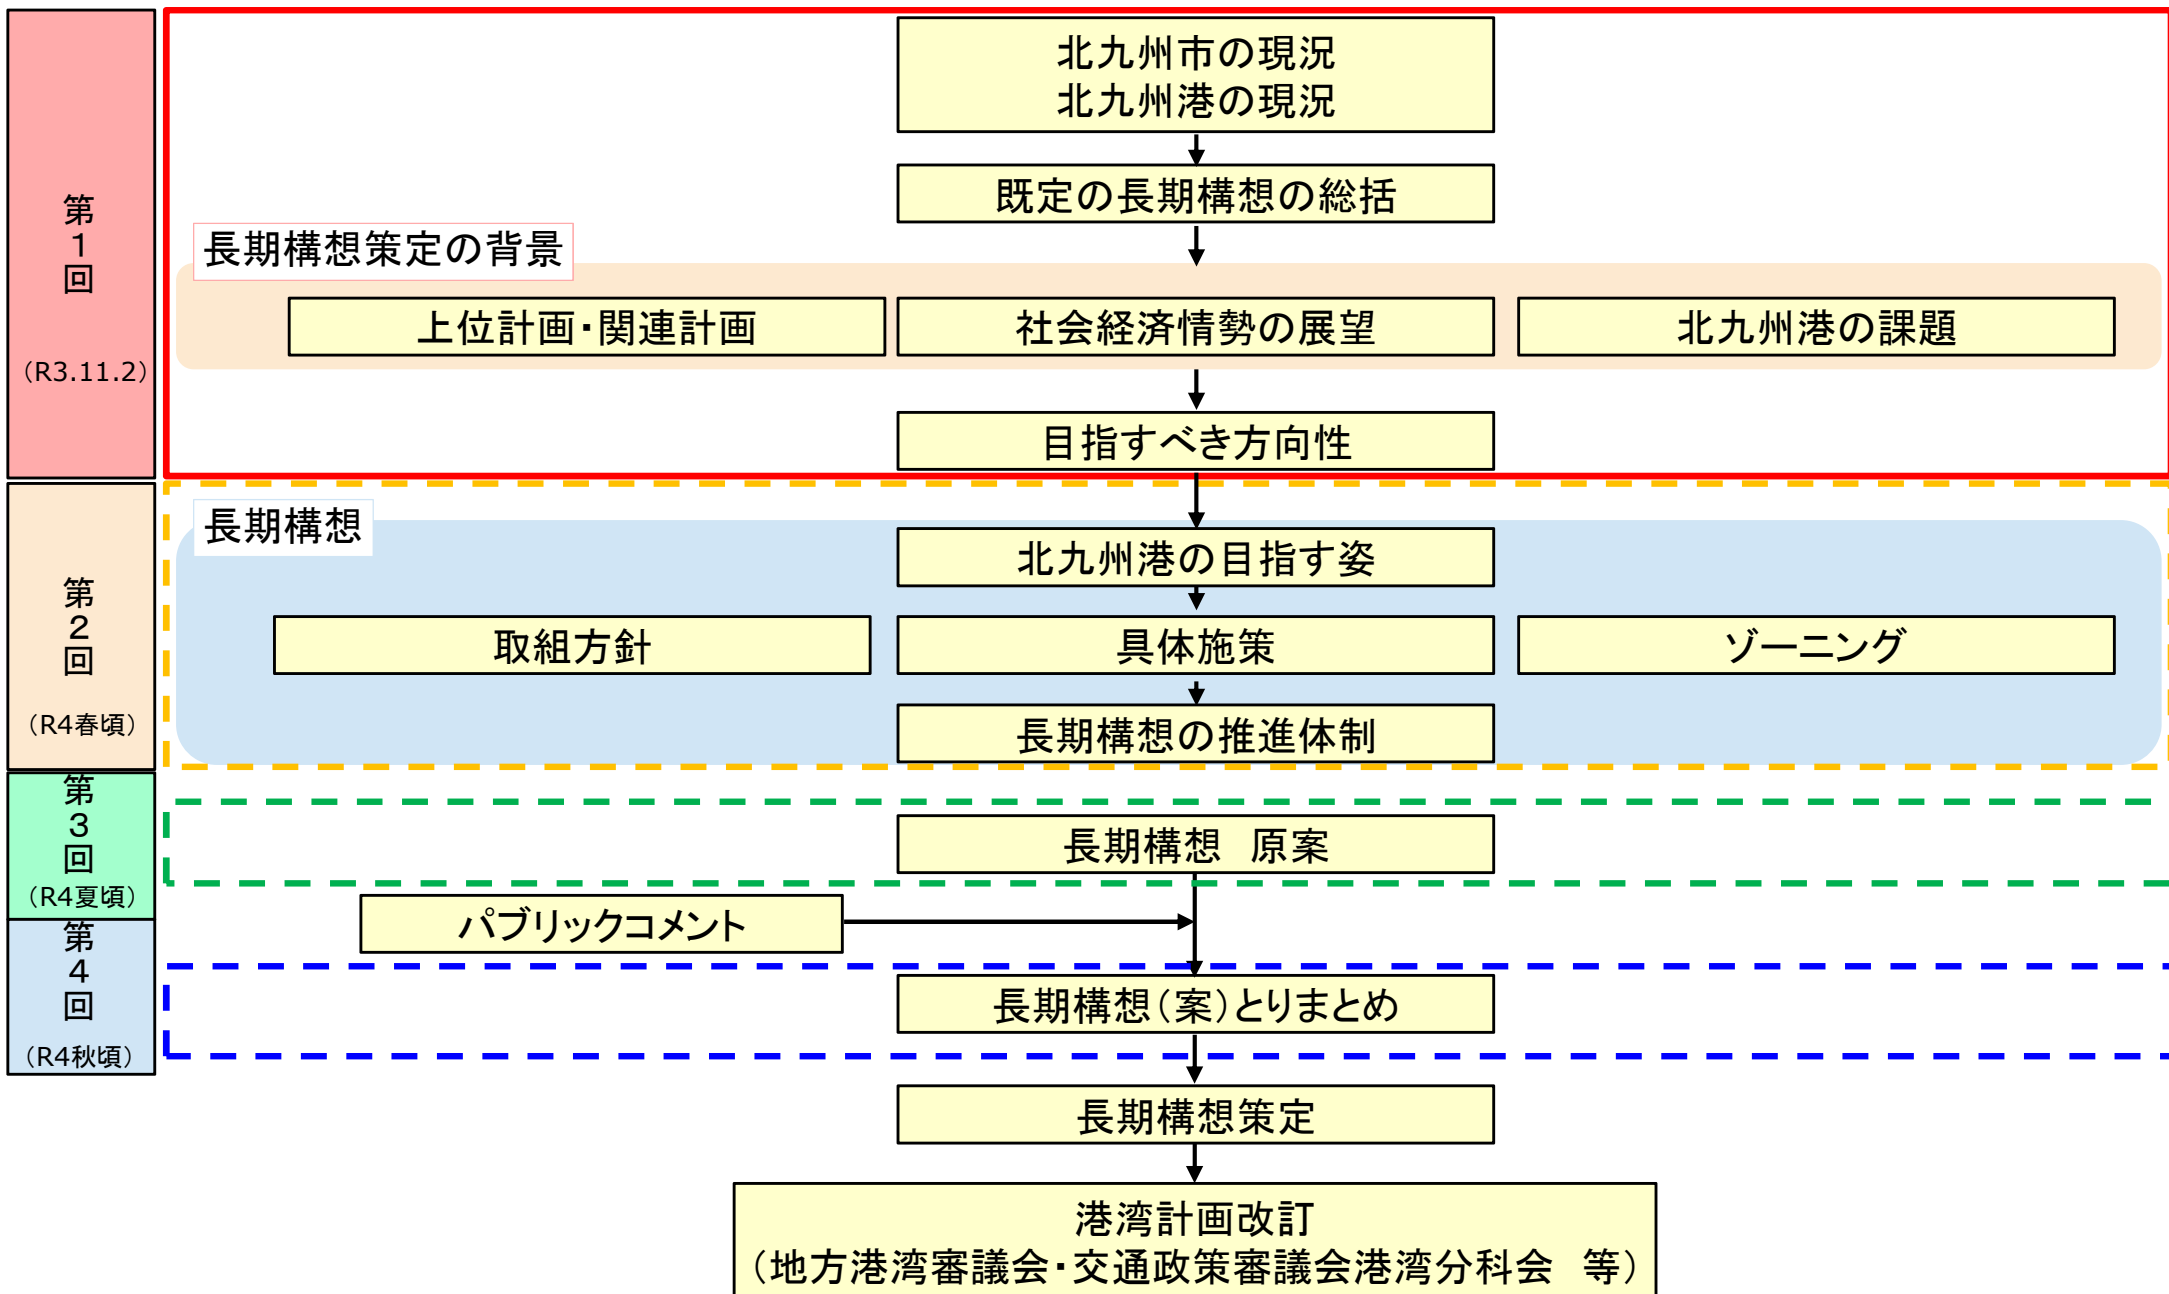 第
1
回
（R3.11.2）
北九州市の現況
北九州港の現況
既定の長期構想の総括
長期構想策定の背景
上位計画・関連計画
社会経済情勢の展望
北九州港の課題
目指すべき方向性
第
2
回
（R4春頃）
長期構想
北九州港の目指す姿
取組方針
具体施策
ゾーニング
長期構想の推進体制
第
3
回
（R4夏頃）
長期構想　原案
パブリックコメント
第
4
回
（R4秋頃）
長期構想（案）とりまとめ
長期構想策定
港湾計画改訂
（地方港湾審議会・交通政策審議会港湾分科会　等）